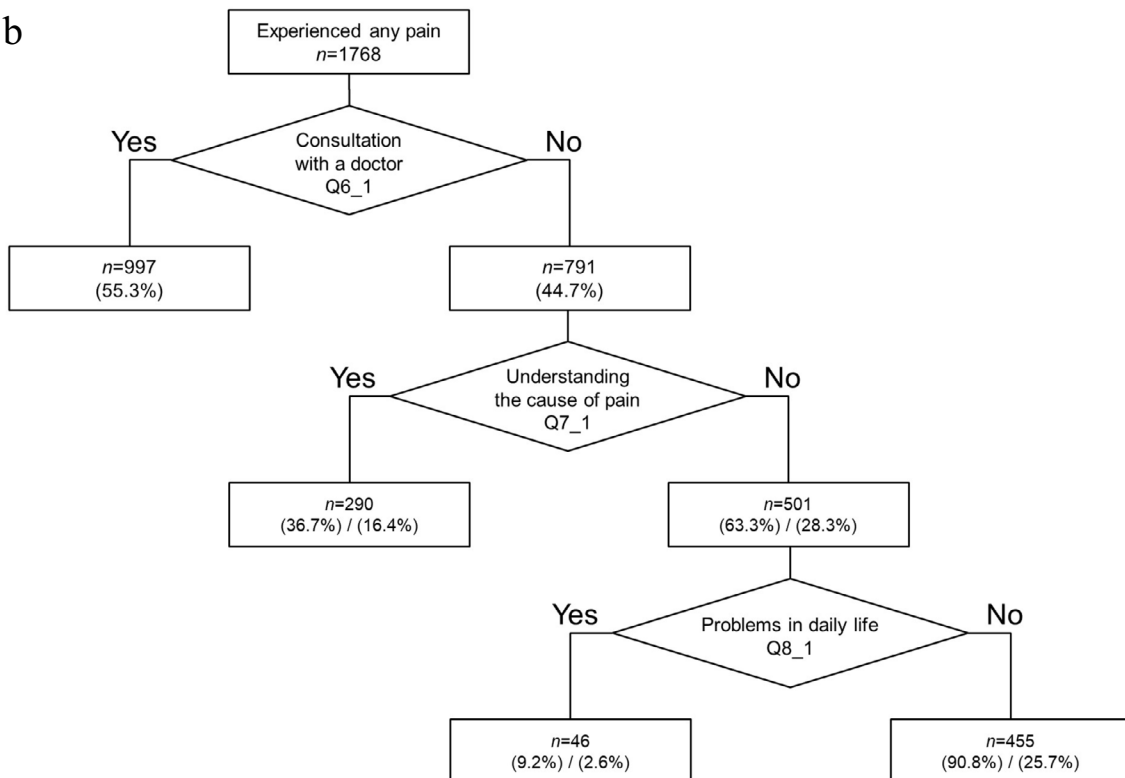 b
Experienced any pain
n=1768
Yes
No
Consultation
with a doctor
Q6_1
n=997
(55.3%)
n=791
(44.7%)
Yes
No
Understanding
the cause of pain
Q7_1
n=290
(36.7%) / (16.4%)
n=501
(63.3%) / (28.3%)
Yes
No
Problems in daily life
Q8_1
n=46
(9.2%) / (2.6%)
n=455
(90.8%) / (25.7%)